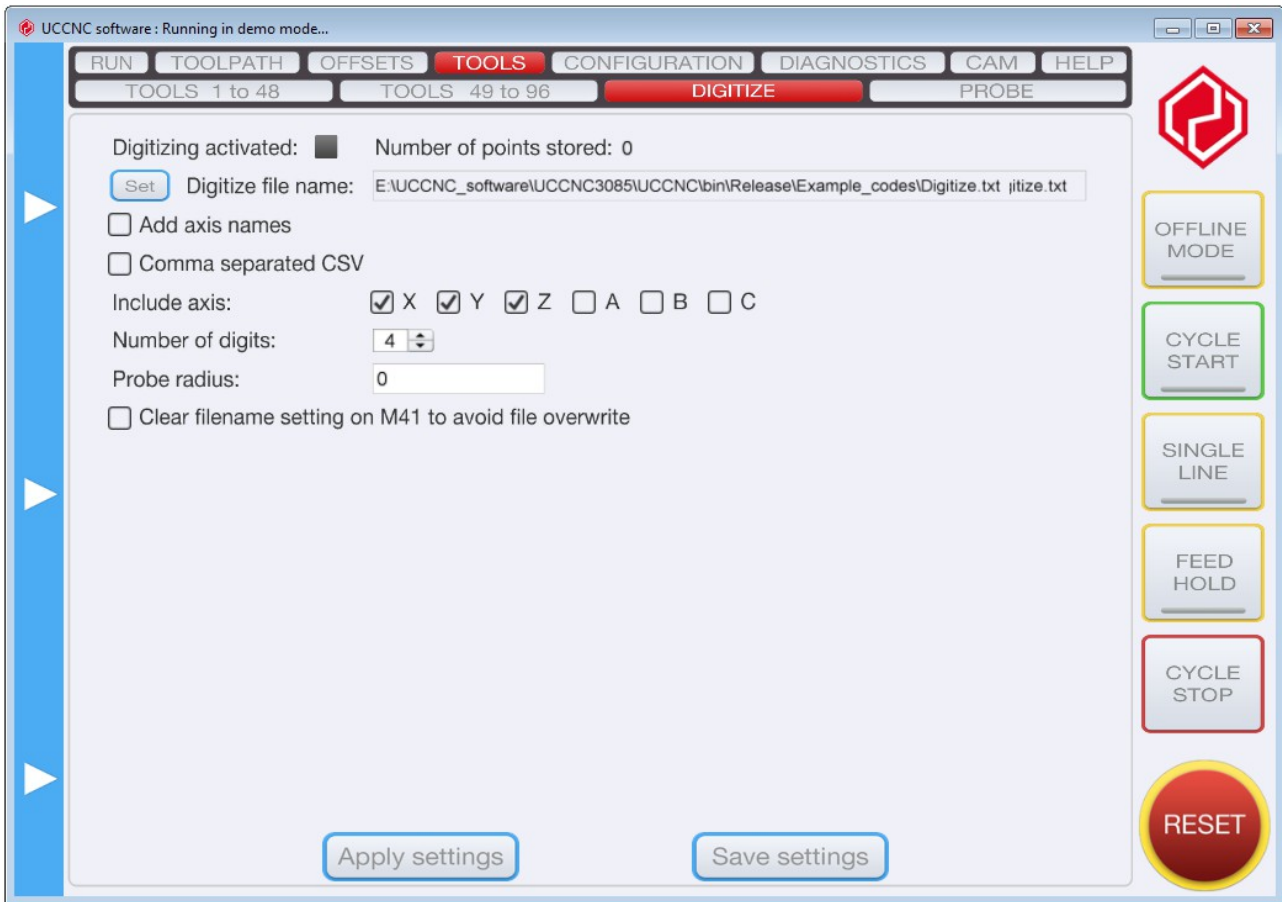 UCCNC software : Running in demo mode...
RUN TOOLPATH OFFSETS TOOLS CONFIGURATION DIAGNOSTICS CAM HELP
TOOLS 1 to 48 TOOLS 49 to 96 DIGITIZE PROBE
Digitizing activated: Number of points stored: 0
Set Digitize file name: E:\UCCNC_software\UCCNC3085\UCCNC\bin\Release\Example_codes\Digitize.txt itize.txt
Add axis names
Comma separated CSV
Include axis: X Y Z A B C
Number of digits: 4
Probe radius: 0
Clear filename setting on M41 to avoid file overwrite
Apply settings Save settings
OFFLINE
MODE
CYCLE
START
SINGLE
LINE
FEED
HOLD
CYCLE
STOP
RESET